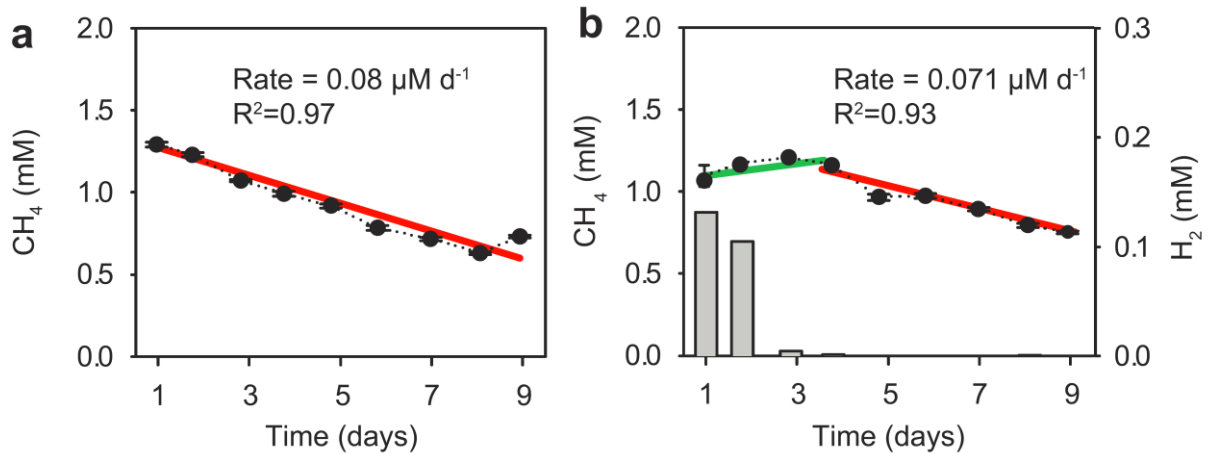 a
2.0
1.5
1.0
0.5
0.0
CH₄ (mM)
Rate = 0.08 µM d⁻¹
R²=0.97
1 3 5 7 9
Time (days)
b
2.0
1.5
1.0
0.5
0.0
CH₄ (mM)
Rate = 0.071 µM d⁻¹
R²=0.93
0.3
0.2
0.1
0.0
H₂ (mM)
1 3 5 7 9
Time (days)